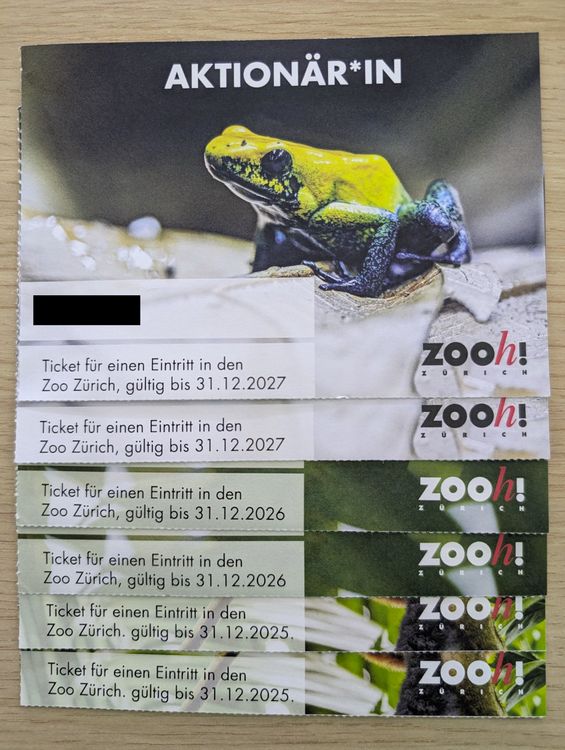 AKTIONÄR*IN
Ticket für einen Eintritt in den
Zoo Zürich, gültig bis 31.12.2027
ZOOh!
ZÜRICH
Ticket für einen Eintritt in den
Zoo Zürich, gültig bis 31.12.2027
ZOOh!
ZÜRICH
Ticket für einen Eintritt in den
Zoo Zürich, gültig bis 31.12.2026
ZOOh!
ZÜRICH
Ticket für einen Eintritt in den
Zoo Zürich, gültig bis 31.12.2026
ZOOh!
ZÜRICH
Ticket für einen Eintritt in den
Zoo Zürich. gültig bis 31.12.2025.
ZOOh!
ZÜRICH
Ticket für einen Eintritt in den
Zoo Zürich. gültig bis 31.12.2025.
ZOOh!
ZÜRICH